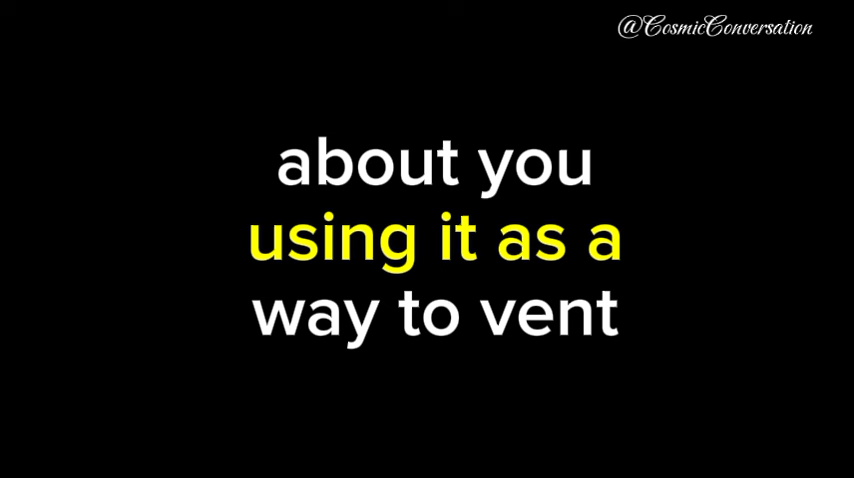 @CosmicConversation
about you
using it as a
way to vent